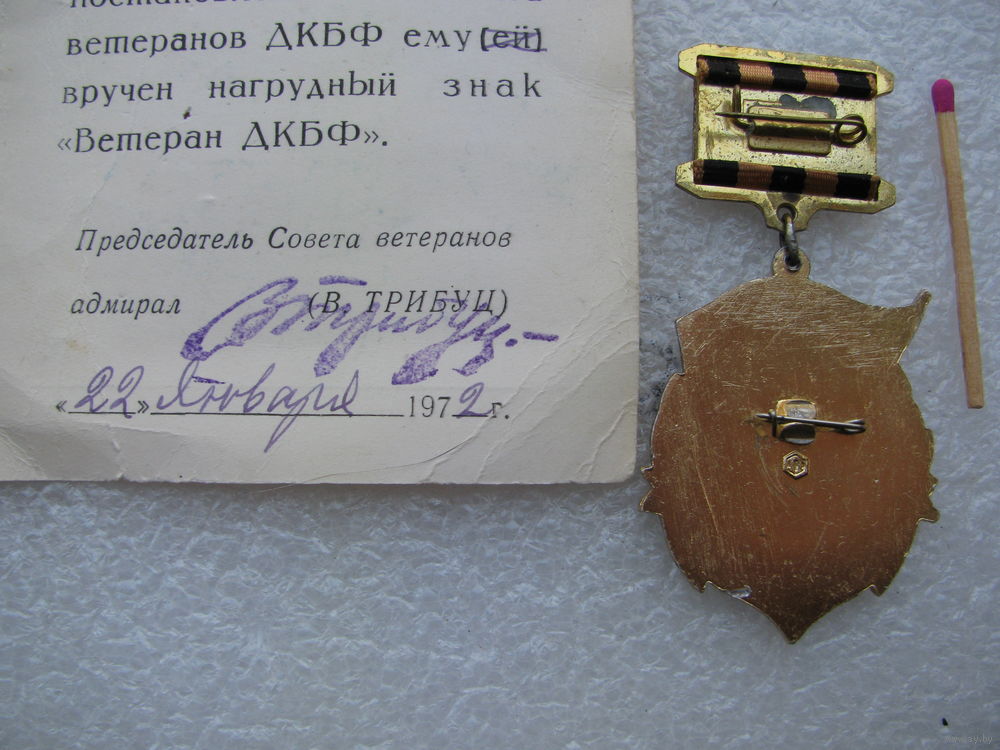 ветеранов ДКБФ ему (ей)
вручен нагрудный знак
«Ветеран ДКБФ».
Председатель Совета ветеранов
адмирал (В. ТРИБУЦ)
«22» Января 1972 г.